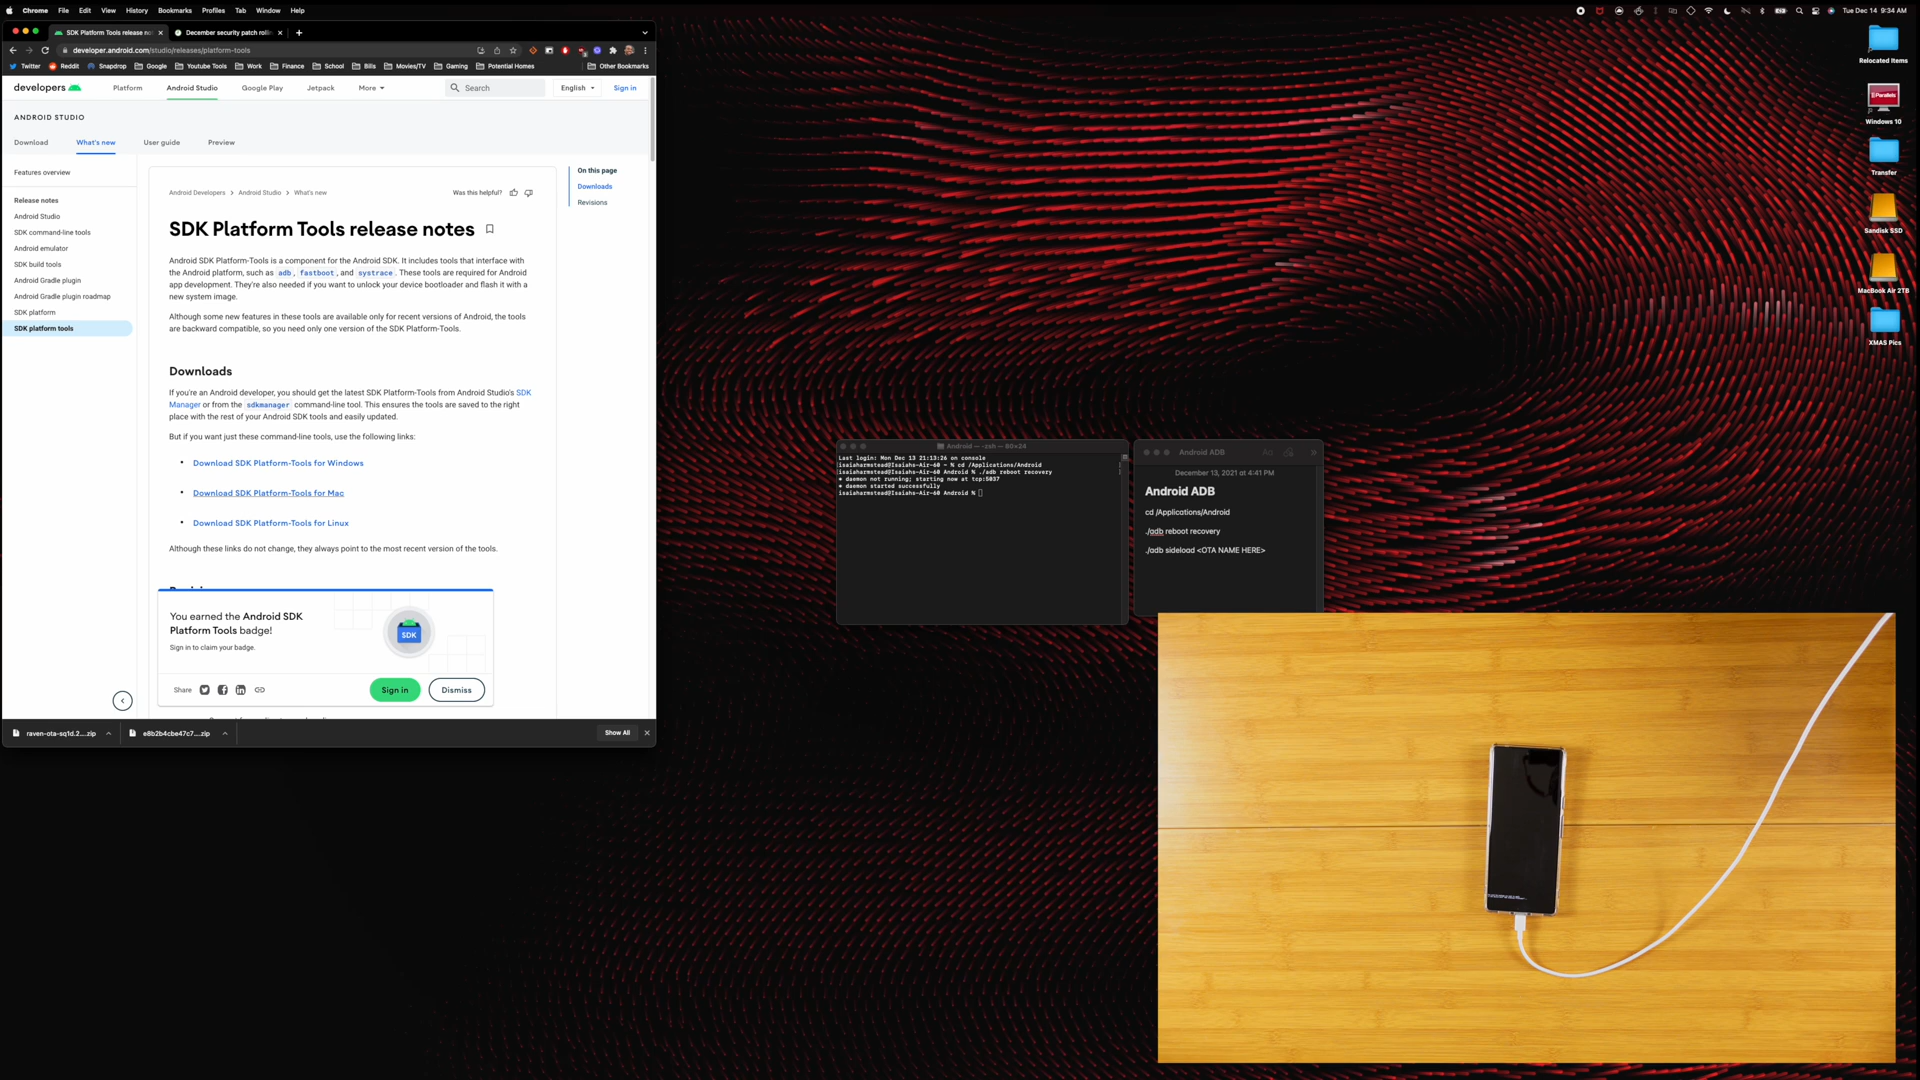 Chrome File Edit View History Bookmarks Profiles Tab Window Help
Tue Dec 14 9:34 AM
SDK Platform Tools release no
December security patch rollin
developer.android.com/studio/releases/platform-tools
Twitter Reddit Snapdrop Google Youtube Tools Work Finance School Bills Movies/TV Gaming Potential Homes Other Bookmarks
developers Platform Android Studio Google Play Jetpack More Search English Sign in
ANDROID STUDIO
Download What's new User guide Preview
Features overview
Release notes
Android Studio
SDK command-line tools
Android emulator
SDK build tools
Android Gradle plugin
Android Gradle plugin roadmap
SDK platform
SDK platform tools
Android Developers > Android Studio > What's new
Was this helpful?
SDK Platform Tools release notes
Android SDK Platform-Tools is a component for the Android SDK. It includes tools that interface with
the Android platform, such as adb, fastboot, and systrace. These tools are required for Android
app development. They're also needed if you want to unlock your device bootloader and flash it with a
new system image.
Although some new features in these tools are available only for recent versions of Android, the tools
are backward compatible, so you need only one version of the SDK Platform-Tools.
Downloads
If you're an Android developer, you should get the latest SDK Platform-Tools from Android Studio's SDK
Manager or from the sdkmanager command-line tool. This ensures the tools are saved to the right
place with the rest of your Android SDK tools and easily updated.
But if you want just these command-line tools, use the following links:
• Download SDK Platform-Tools for Windows
• Download SDK Platform-Tools for Mac
• Download SDK Platform-Tools for Linux
Although these links do not change, they always point to the most recent version of the tools.
On this page
Downloads
Revisions
You earned the Android SDK
Platform Tools badge!
Sign in to claim your badge.
SDK
Share
Sign in
Dismiss
raven-ota-sq1d.2....zip
e8b2b4cbe47c7....zip
Show All
Android — -zsh — 80×24
Last login: Mon Dec 13 21:13:26 on console
isaiaharmstead@Isaiahs-Air-60 ~ % cd /Applications/Android
isaiaharmstead@Isaiahs-Air-60 Android % ./adb reboot recovery
* daemon not running; starting now at tcp:5037
* daemon started successfully
isaiaharmstead@Isaiahs-Air-60 Android %
Android ADB
December 13, 2021 at 4:41 PM
Android ADB
cd /Applications/Android
./adb reboot recovery
./adb sideload <OTA NAME HERE>
Relocated Items
Parallels
Windows 10
Transfer
Sandisk SSD
MacBook Air 2TB
XMAS Pics